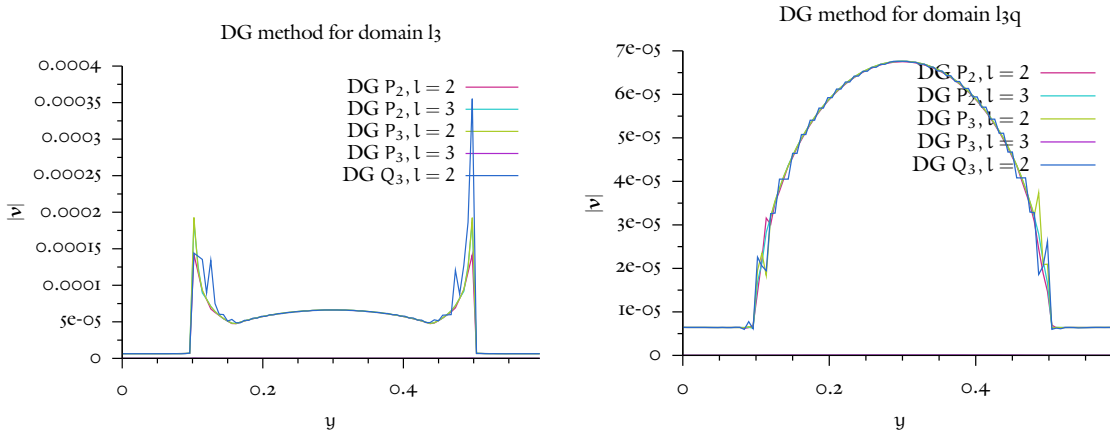 DG method for domain l3
0.0004
0.00035
0.0003
0.0002
0.00015
0.0001
5e-05
0
|v|
DG P₂, l = 2
DG P₂, l = 3
DG P₃, l = 2
DG P₃, l = 3
DG Q₃, l = 2
0
0.2
0.4
y
DG method for domain l3q
7e-05
6e-05
5e-05
4e-05
3e-05
2e-05
1e-05
0
|v|
DG P₂, l = 2
DG P₂, l = 3
DG P₃, l = 2
DG P₃, l = 3
DG Q₃, l = 2
0
0.2
0.4
y